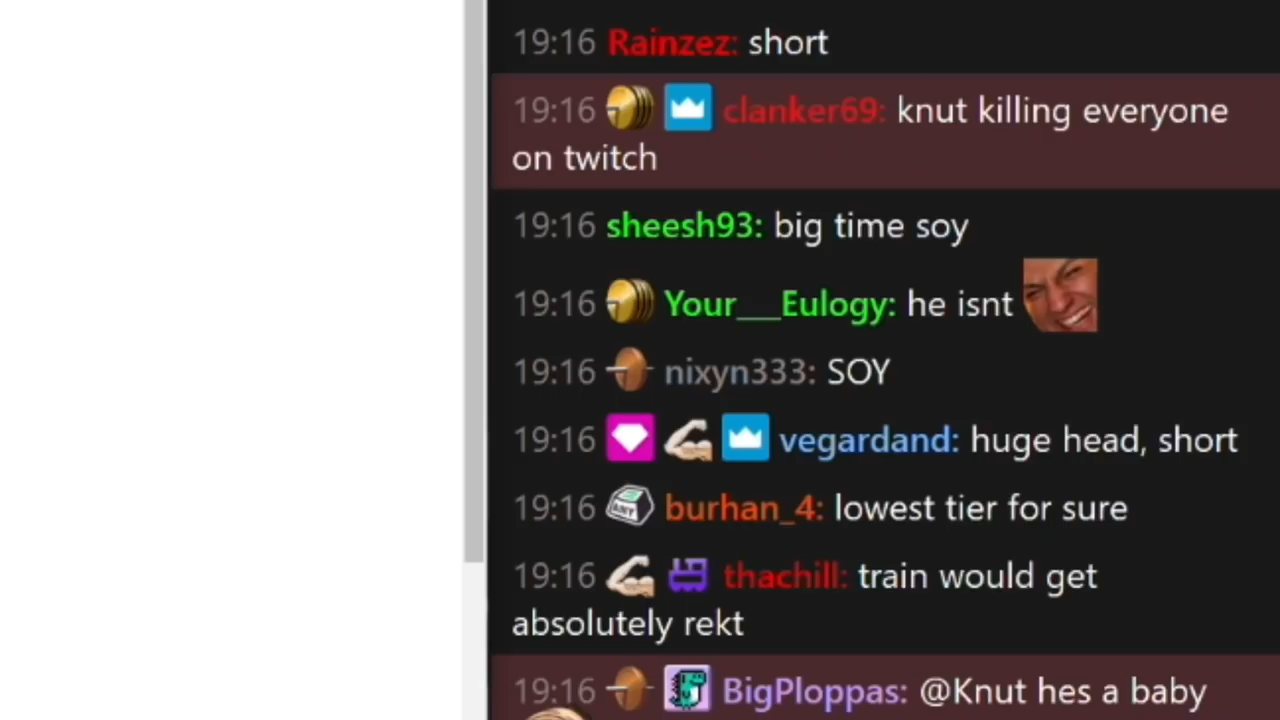 19:16 Rainzez: short
19:16 clanker69: knut killing everyone
on twitch
19:16 sheesh93: big time soy
19:16 Your___Eulogy: he isnt
19:16 nixyn333: SOY
19:16 vegardand: huge head, short
19:16 burhan_4: lowest tier for sure
19:16 thachill: train would get
absolutely rekt
19:16 BigPloppas: @Knut hes a baby